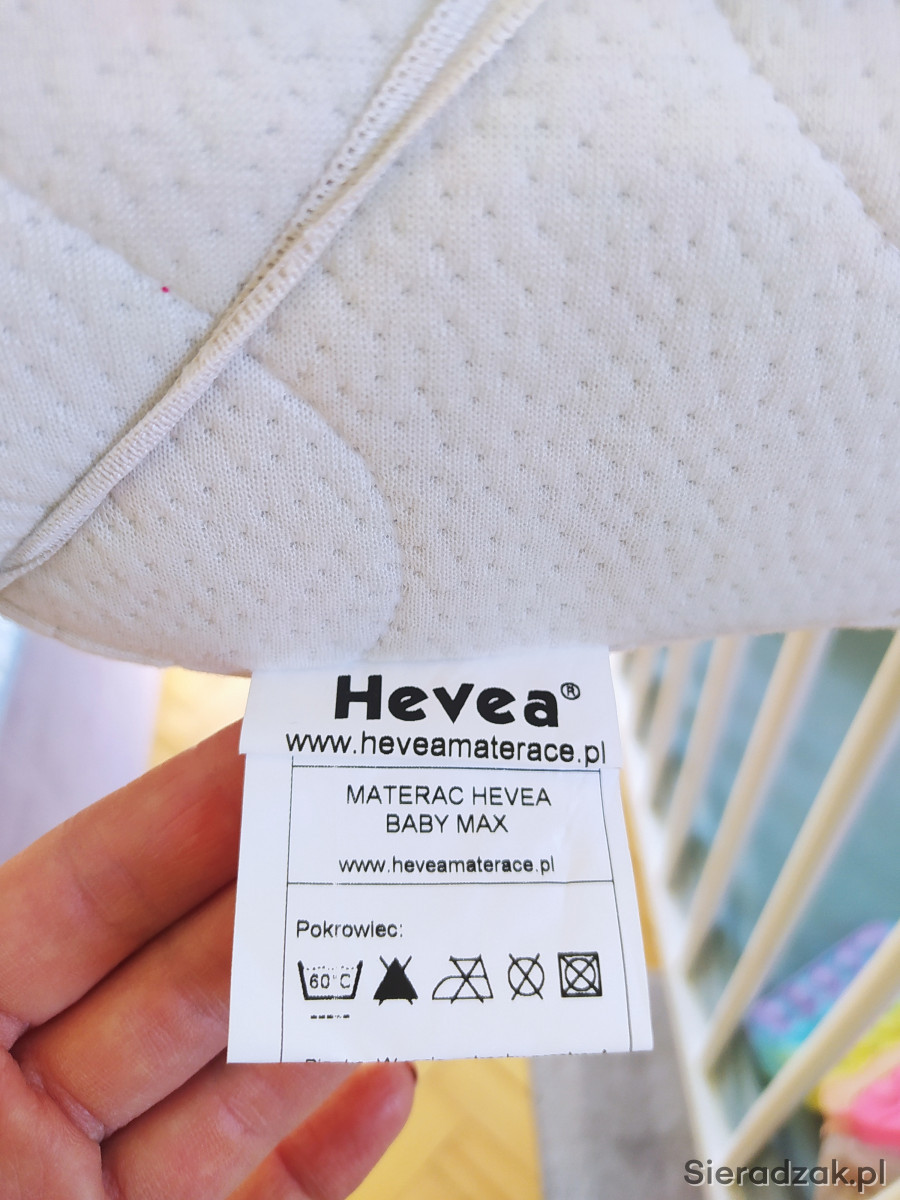 Hevea®
www.heveamaterace.pl
MATERAC HEVEA
BABY MAX
www.heveamaterace.pl
Pokrowiec:
60°C
Sieradzak.pl